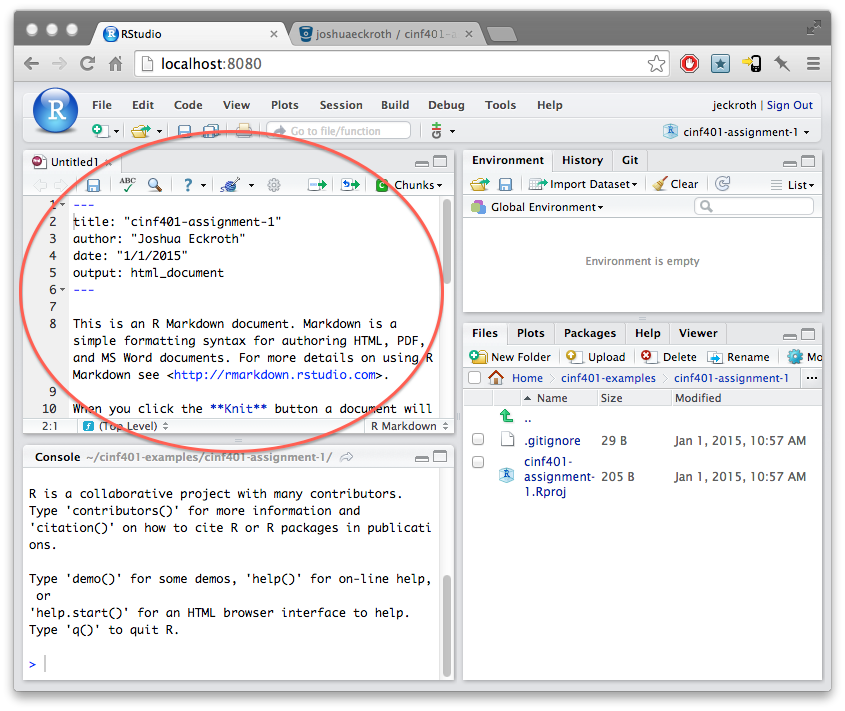 RStudio
joshuaeckroth / cinf401-a
localhost:8080
R
File Edit Code View Plots Session Build Debug Tools Help
jeckroth | Sign Out
Go to file/function
cinf401-assignment-1
Untitled1
ABC
?
Chunks
1 ---
2 title: "cinf401-assignment-1"
3 author: "Joshua Eckroth"
4 date: "1/1/2015"
5 output: html_document
6 ---
7
8 This is an R Markdown document. Markdown is a
simple formatting syntax for authoring HTML, PDF,
and MS Word documents. For more details on using R
Markdown see <http://rmarkdown.rstudio.com>.
9
10 When you click the **Knit** button a document will
2:1 (Top Level) R Markdown
Console ~/cinf401-examples/cinf401-assignment-1/
R is a collaborative project with many contributors.
Type 'contributors()' for more information and
'citation()' on how to cite R or R packages in publicati
ons.
Type 'demo()' for some demos, 'help()' for on-line help,
or
'help.start()' for an HTML browser interface to help.
Type 'q()' to quit R.
>
Environment History Git
Import Dataset Clear List
Global Environment
Environment is empty
Files Plots Packages Help Viewer
New Folder Upload Delete Rename Mo
Home cinf401-examples cinf401-assignment-1 ...
Name Size Modified
..
.gitignore 29 B Jan 1, 2015, 10:57 AM
cinf401-
assignment- 205 B Jan 1, 2015, 10:57 AM
1.Rproj